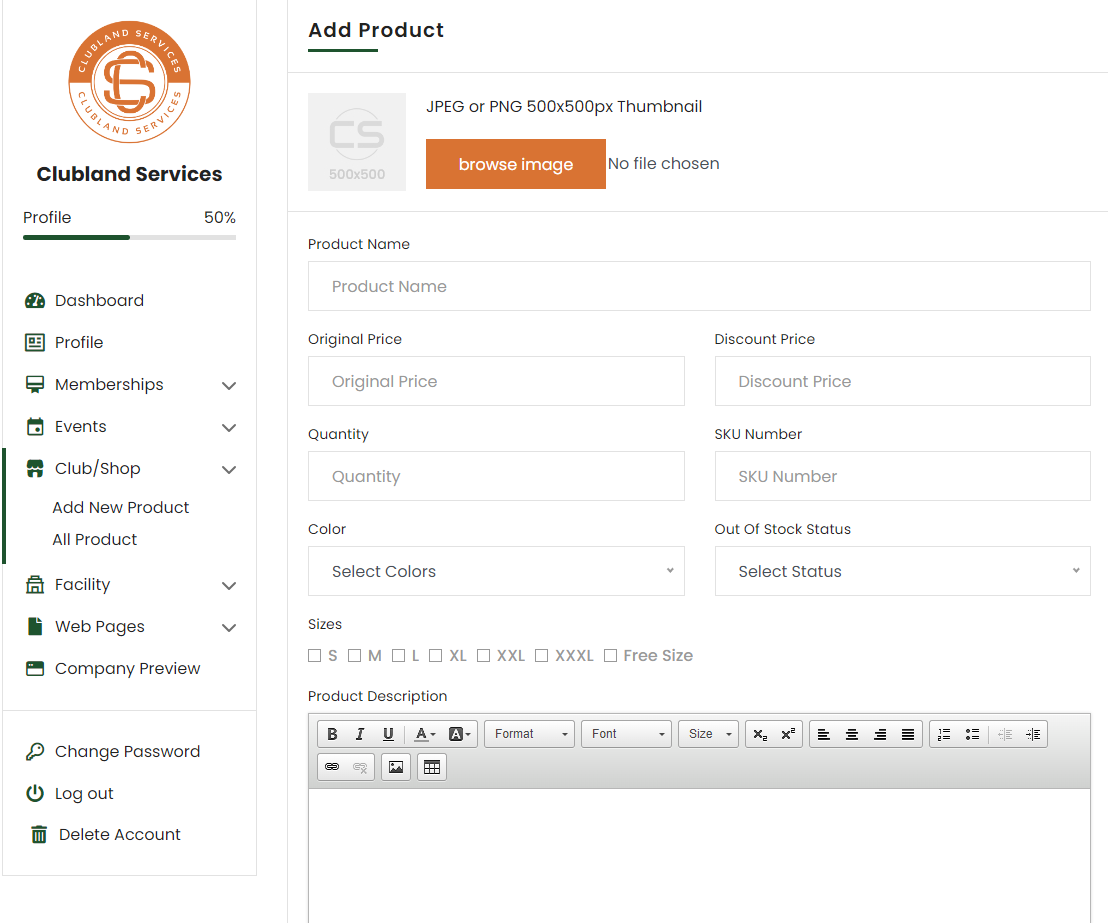 CLUBLAND SERVICES
CLUBLAND SERVICES
Clubland Services
Profile 50%
Dashboard
Profile
Memberships
Events
Club/Shop
Add New Product
All Product
Facility
Web Pages
Company Preview
Change Password
Log out
Delete Account
Add Product
CS
500x500
JPEG or PNG 500x500px Thumbnail
browse image No file chosen
Product Name
Product Name
Original Price Discount Price
Original Price Discount Price
Quantity SKU Number
Quantity SKU Number
Color Out Of Stock Status
Select Colors Select Status
Sizes
S M L XL XXL XXXL Free Size
Product Description
B I U A A Format Font Size x₂ x²